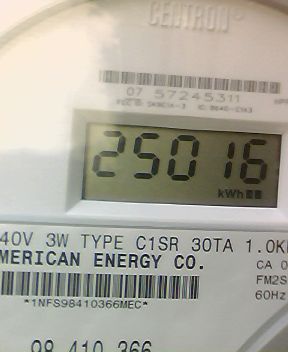 CENTRON®
07 57245311
25016
kWh
40V 3W TYPE C1SR 30TA 1.0K
MERICAN ENERGY CO.
CA 0
FM2S
60Hz
*1NFS98410366MEC*
98 410 366